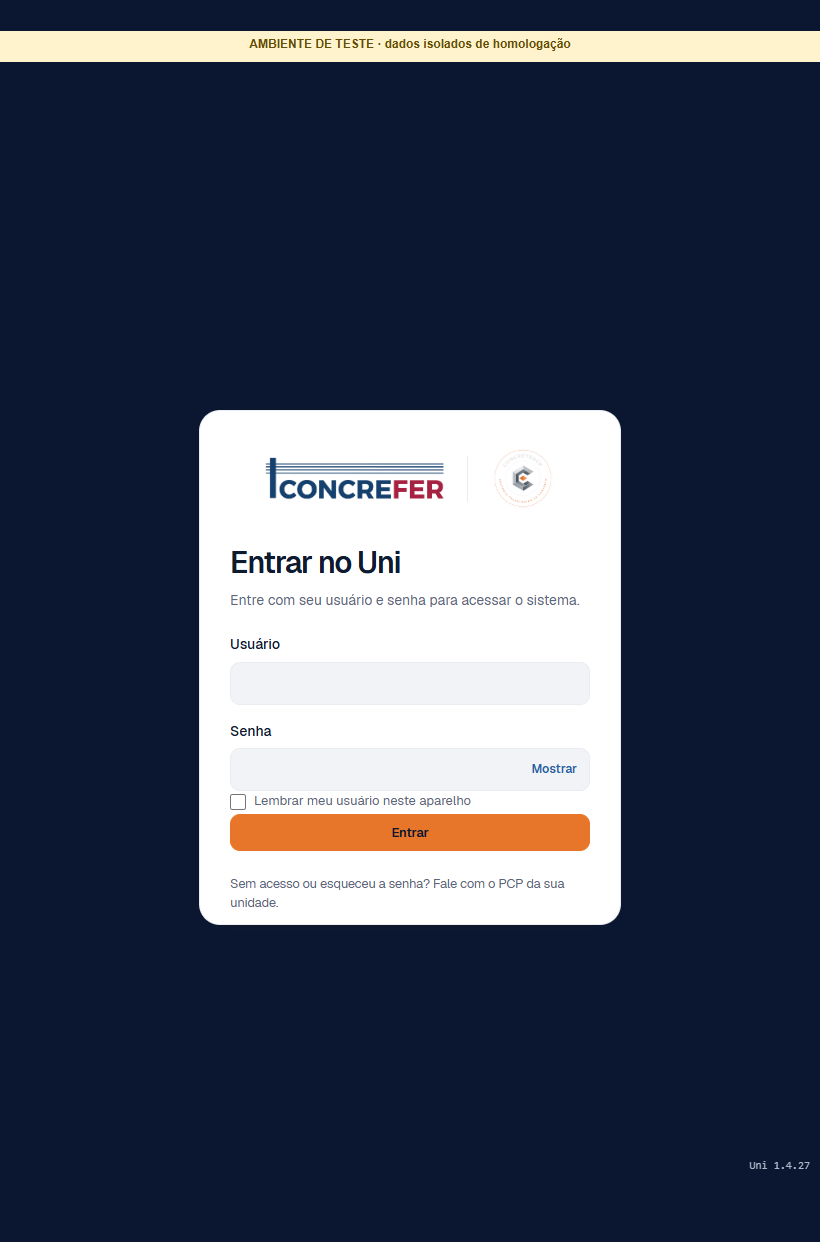 AMBIENTE DE TESTE · dados isolados de homologação
CONCREFER
Entrar no Uni
Entre com seu usuário e senha para acessar o sistema.
Usuário
Senha
Mostrar
Lembrar meu usuário neste aparelho
Entrar
Sem acesso ou esqueceu a senha? Fale com o PCP da sua
unidade.
Uni 1.4.27